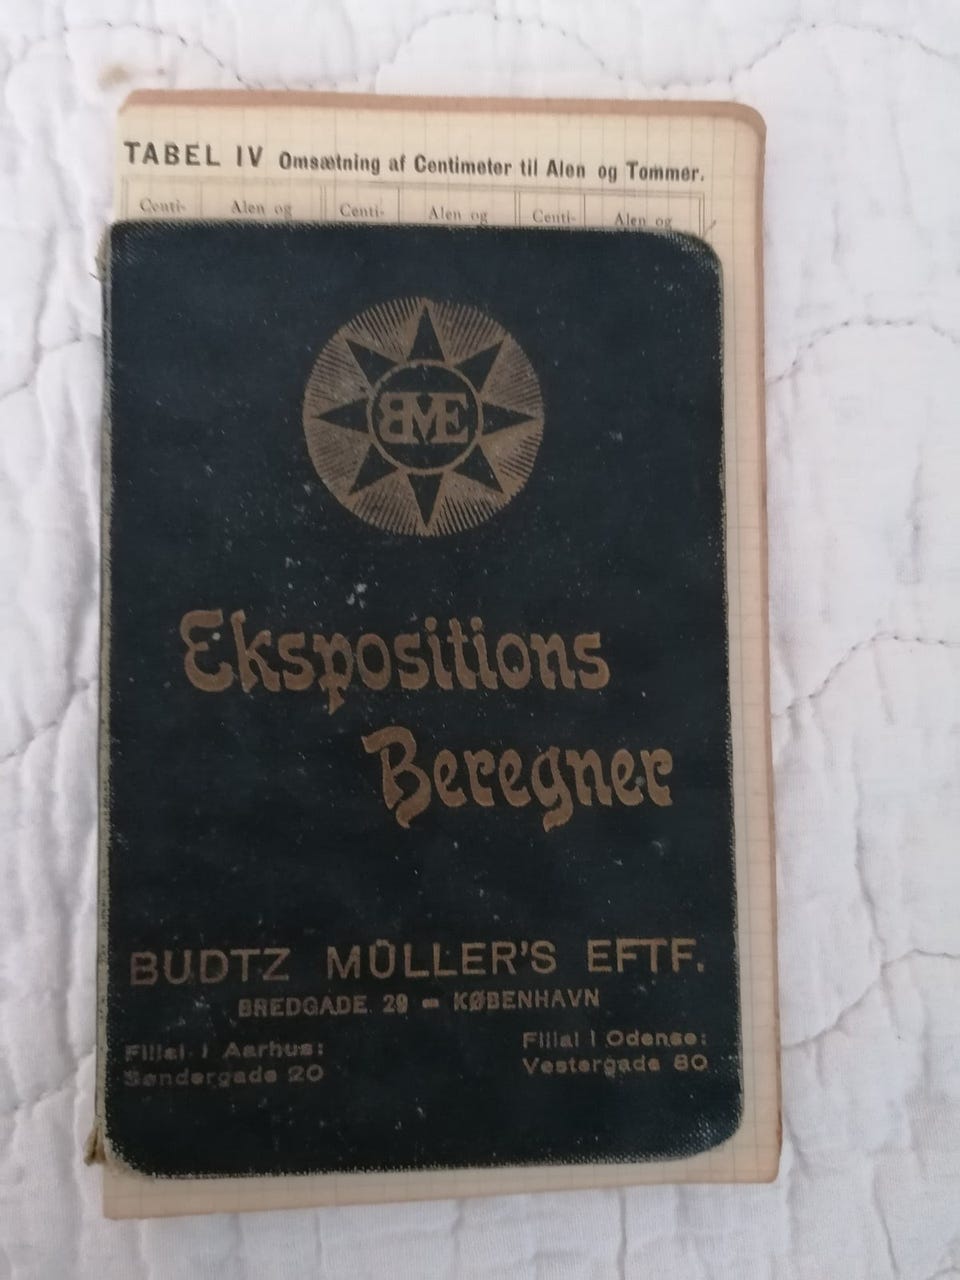 TABEL IV Omsætning af Centimeter til Alen og Tommer.
Centi- Alen og Centi- Alen og Centi- Alen og
BME
Ekspositions
Beregner
BUDTZ MÜLLER'S EFTF.
BREDGADE 29 - KØBENHAVN
Filial i Aarhus:
Søndergade 20
Filial i Odense:
Vestergade 80